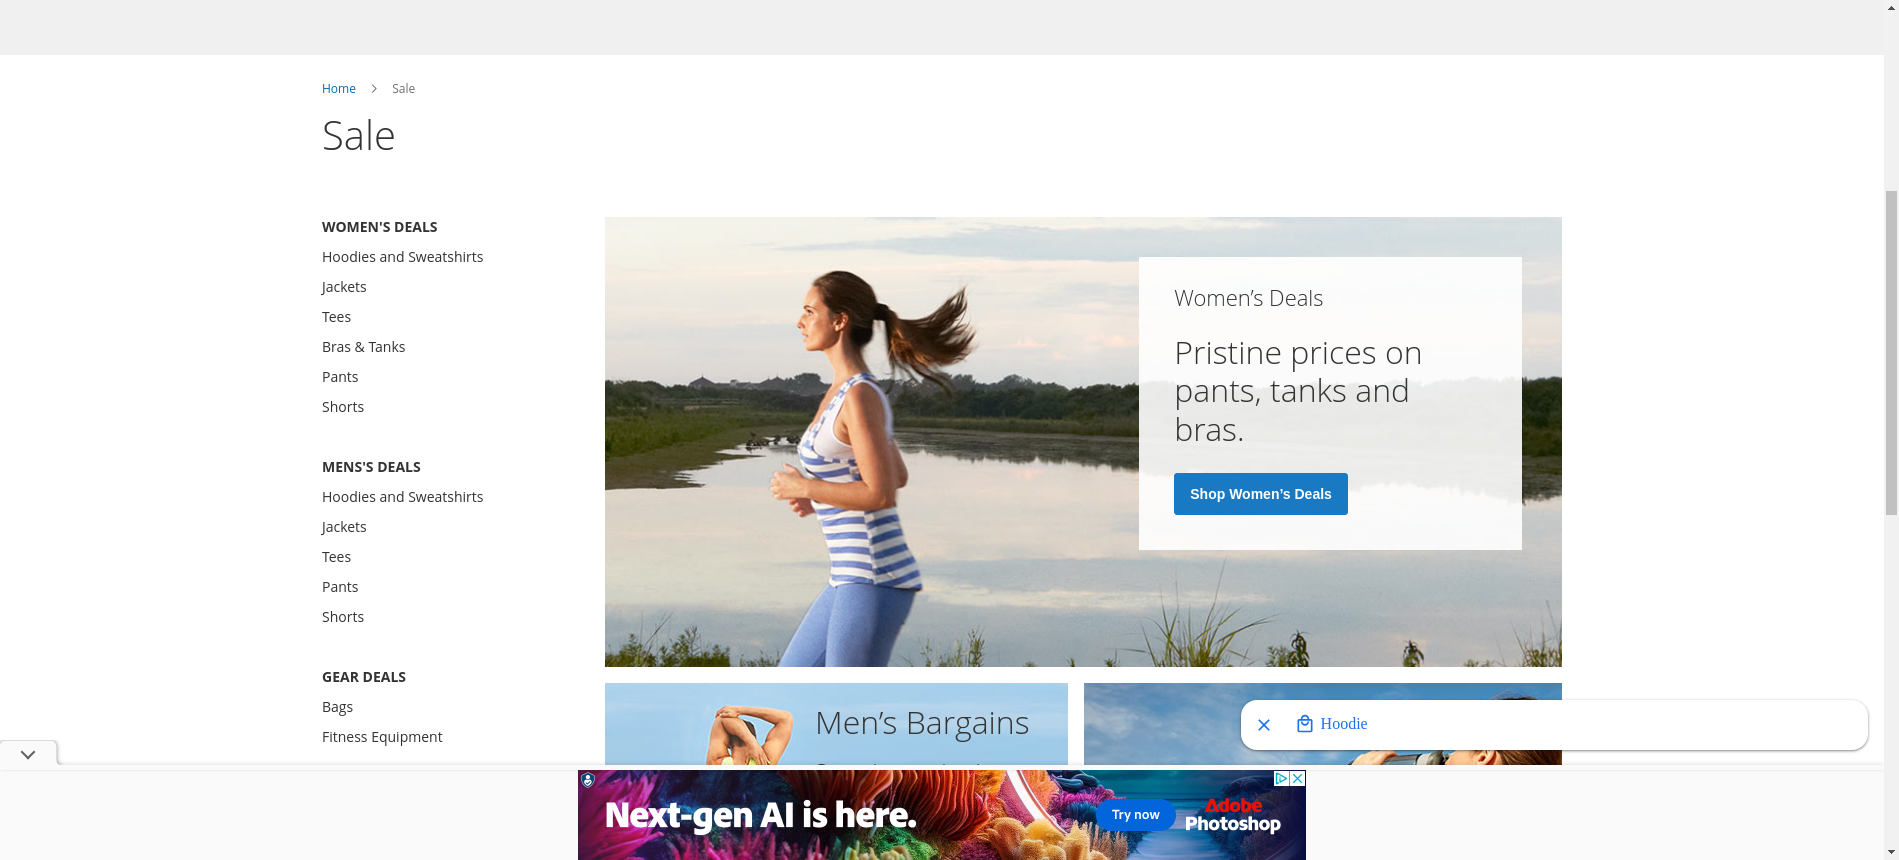 Home
Sale
Sale
WOMEN'S DEALS
Hoodies and Sweatshirts
Jackets
Tees
Bras & Tanks
Pants
Shorts
MENS'S DEALS
Hoodies and Sweatshirts
Jackets
Tees
Pants
Shorts
GEAR DEALS
Bags
Fitness Equipment
Women’s Deals
Pristine prices on
pants, tanks and
bras.
Shop Women’s Deals
Men’s Bargains
Hoodie
Next-gen AI is here.
Try now
Adobe
Photoshop